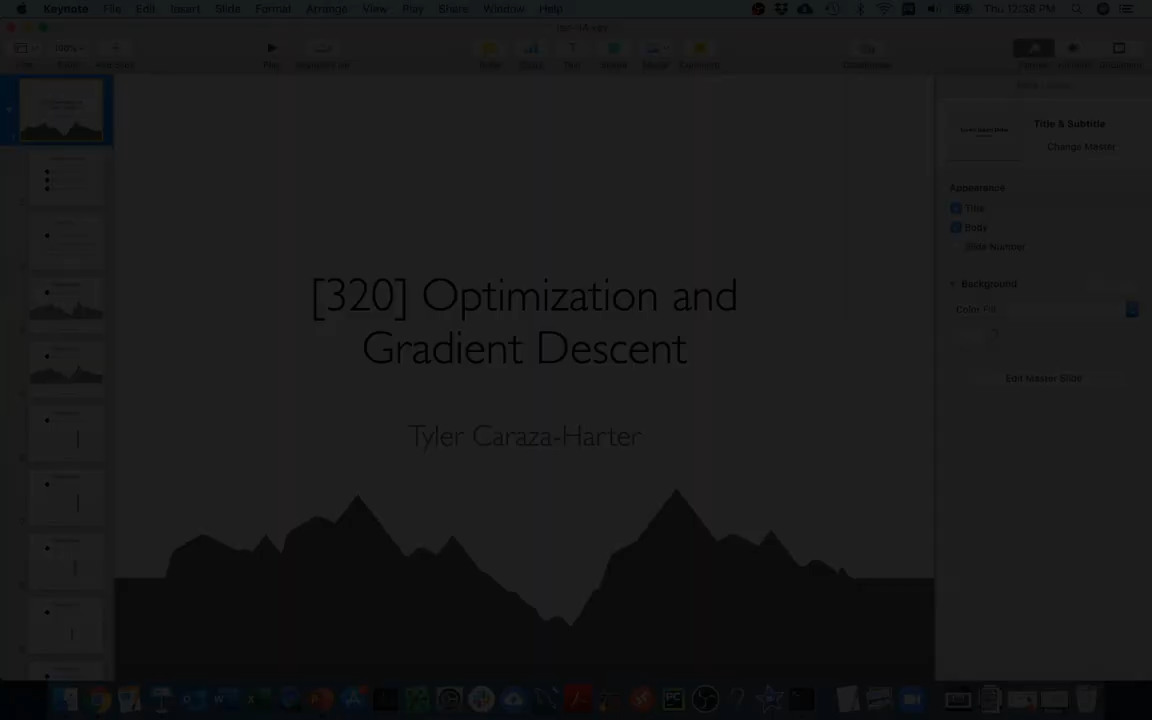 Keynote File Edit Insert Slide Format Arrange View Play Share Window Help
Thu 12:38 PM
100%
Title & Subtitle
Change Master
Appearance
Title
Body
Slide Number
Background
Color Fill
Edit Master Slide
[320] Optimization and
Gradient Descent
Tyler Caraza-Harter